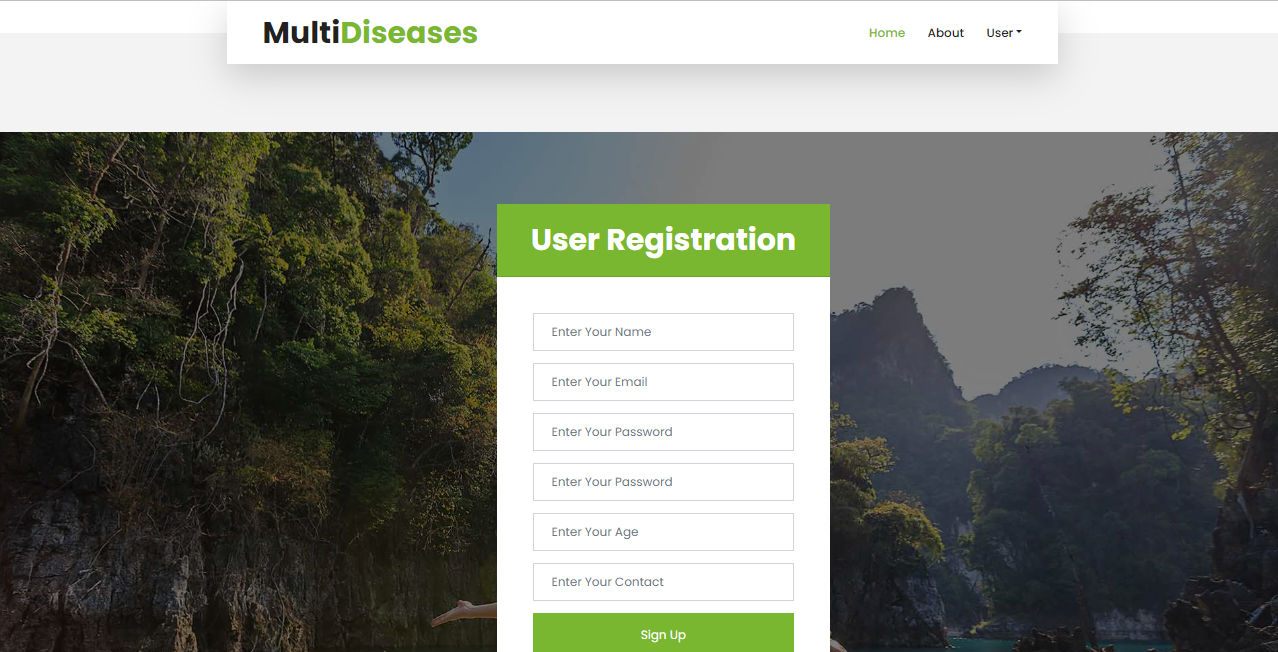 MultiDiseases
Home About User
User Registration
Enter Your Name
Enter Your Email
Enter Your Password
Enter Your Password
Enter Your Age
Enter Your Contact
Sign Up